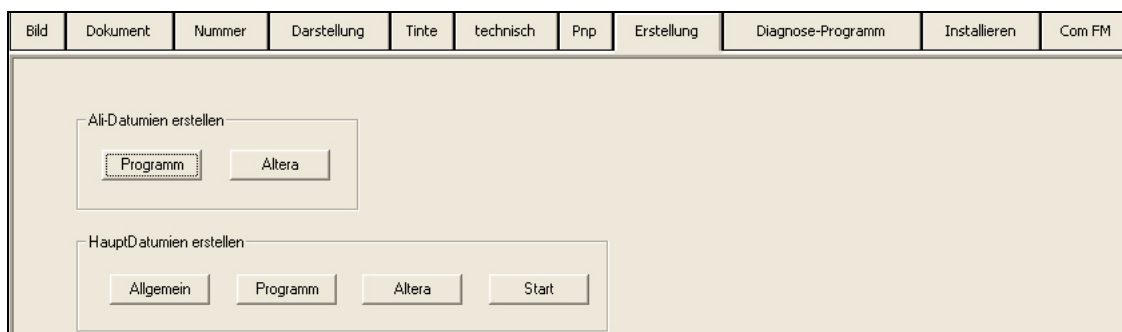 Bild Dokument Nummer Darstellung Tinte technisch Pnp Erstellung Diagnose-Programm Installieren Com FM
Ali-Datumien erstellen
Programm Altera
HauptDatumien erstellen
Allgemein Programm Altera Start